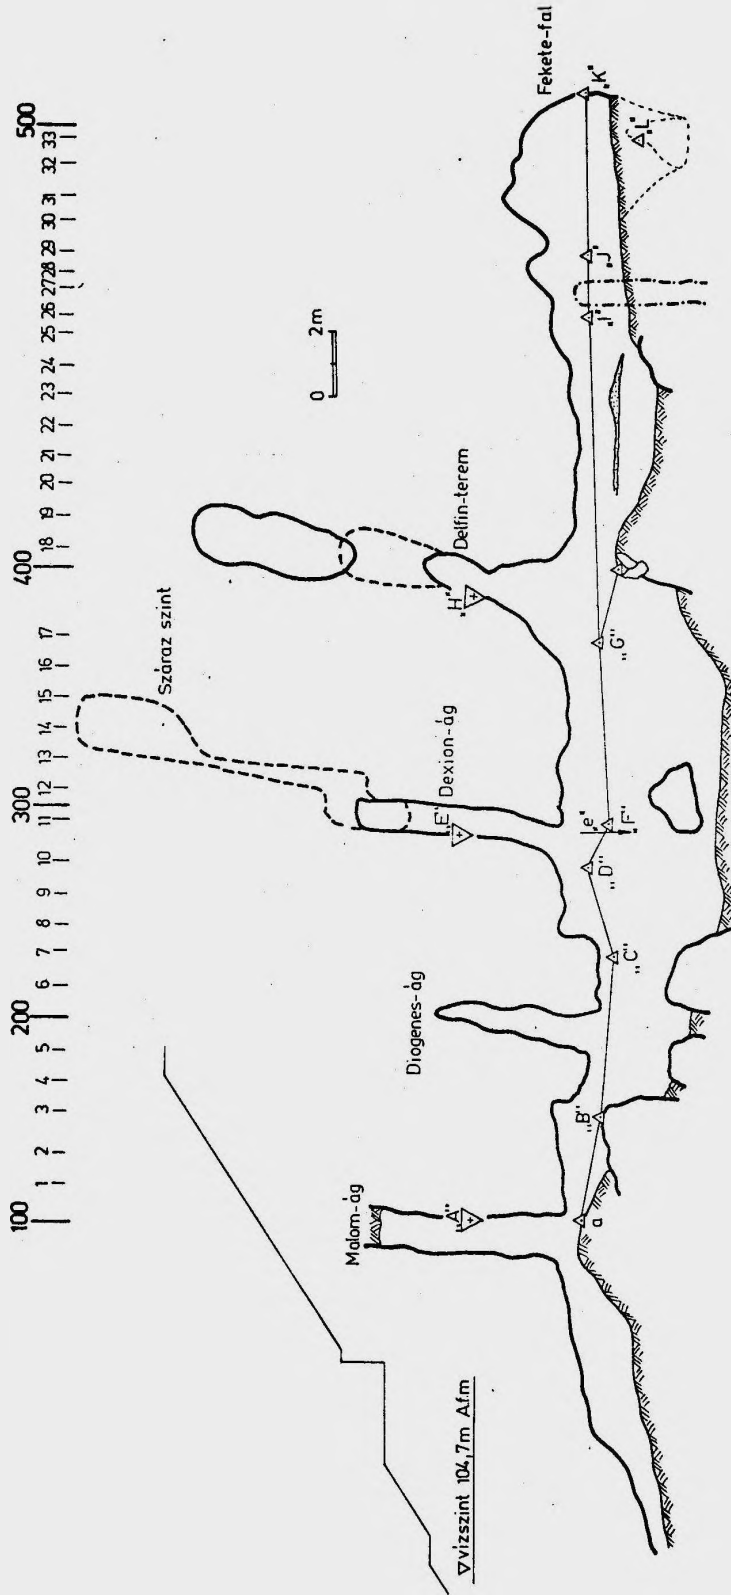 100 200 300 400 500
1 2 3 4 5 6 7 8 9 10 11 12 13 14 15 16 17 18 19 20 21 22 23 24 25 26 27 28 29 30 31 32 33
Száraz szint
0 2m
Malom-ág
Diogenes-ág
Dexion-ág
Delfin-terem
Fekete-fal
▽vízszint 104,7m A.f.m
„A”
„E”
„H”
a
„B”
„C”
„D”
„e”
„F”
„G”
„I”
„J”
„K”
„L”